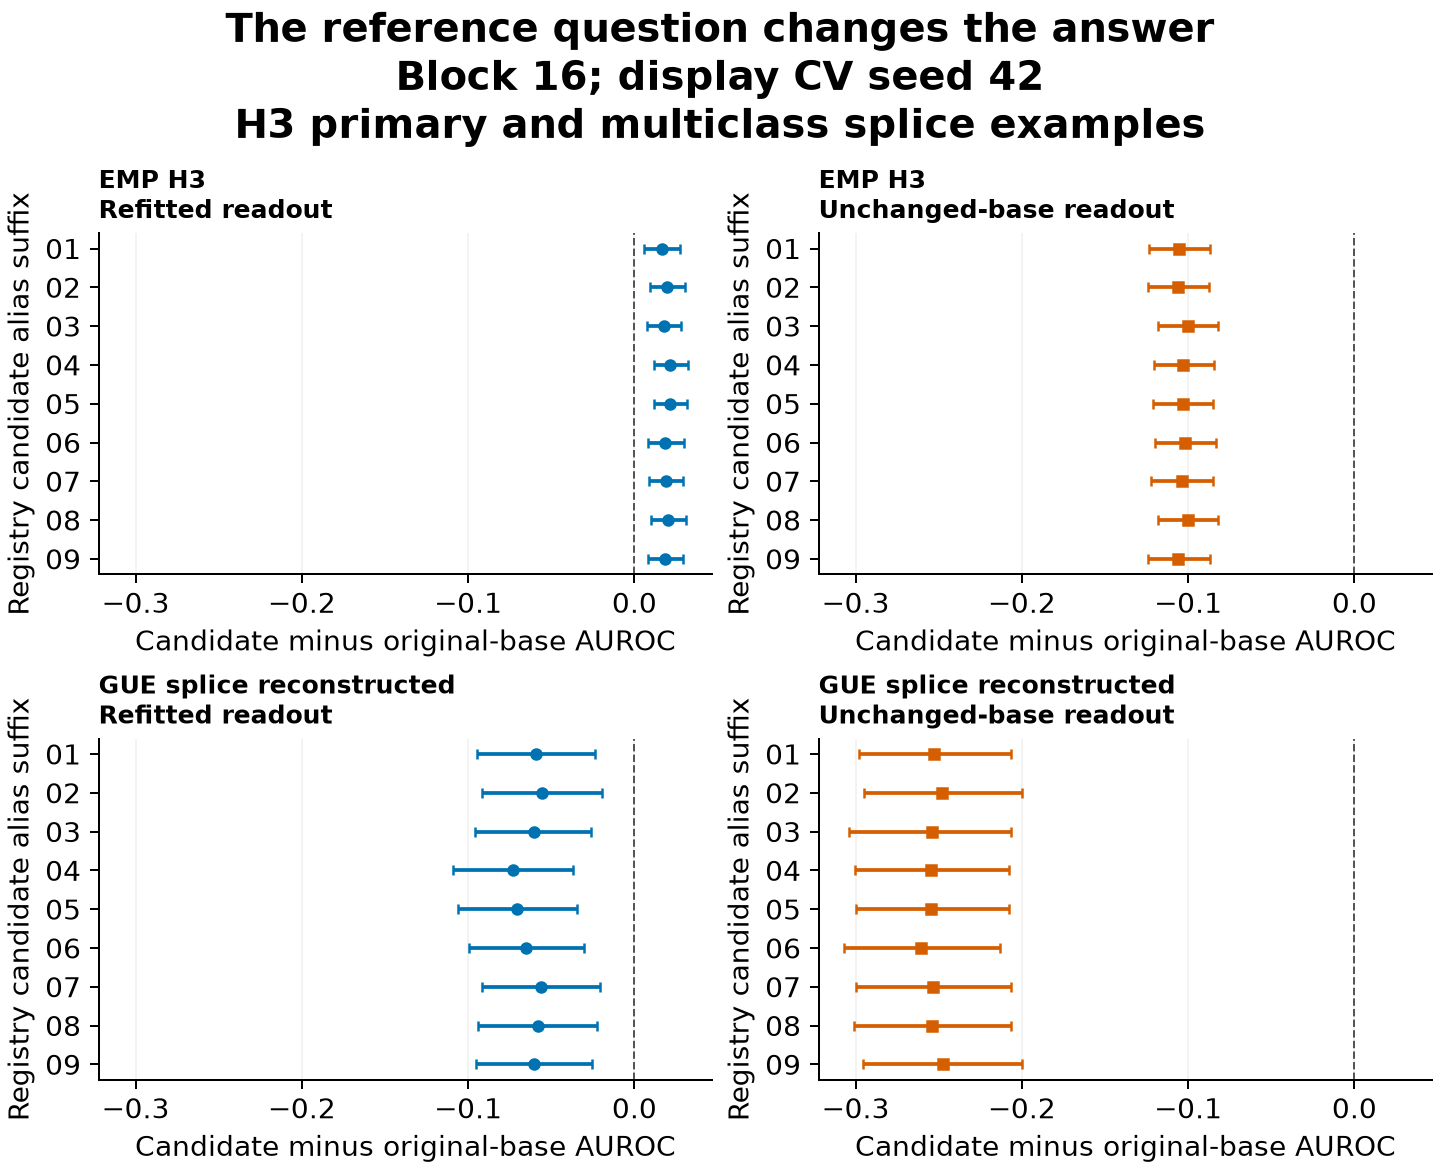 The reference question changes the answer
Block 16; display CV seed 42
H3 primary and multiclass splice examples
EMP H3
Refitted readout
Registry candidate alias suffix
01
02
03
04
05
06
07
08
09
−0.3
−0.2
−0.1
0.0
Candidate minus original-base AUROC
EMP H3
Unchanged-base readout
Registry candidate alias suffix
01
02
03
04
05
06
07
08
09
−0.3
−0.2
−0.1
0.0
Candidate minus original-base AUROC
GUE splice reconstructed
Refitted readout
Registry candidate alias suffix
01
02
03
04
05
06
07
08
09
−0.3
−0.2
−0.1
0.0
Candidate minus original-base AUROC
GUE splice reconstructed
Unchanged-base readout
Registry candidate alias suffix
01
02
03
04
05
06
07
08
09
−0.3
−0.2
−0.1
0.0
Candidate minus original-base AUROC